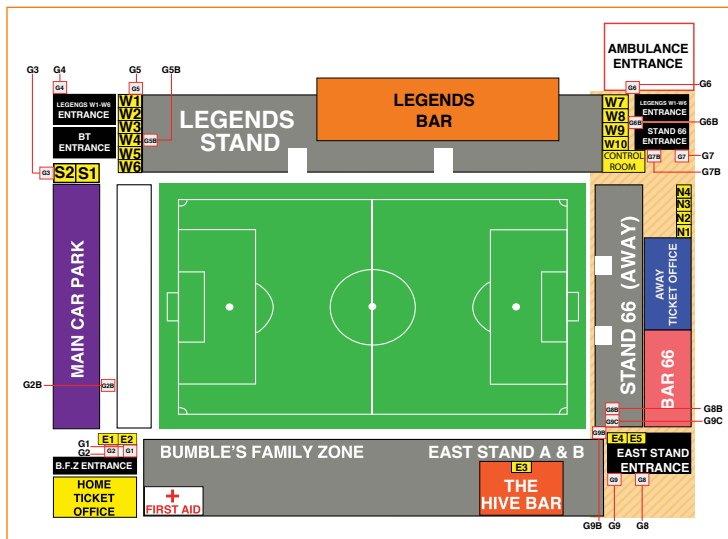 G3
G4
G5
G5B
AMBULANCE
ENTRANCE
G4
G5
G6
G6
LEGENGS W1-W6
ENTRANCE
W1
W2
W3
W4
W5
W6
G5B
LEGENDS
STAND
LEGENDS
BAR
W7
W8
W9
W10
CONTROL
ROOM
LEGENGS W1-W6
ENTRANCE
G6B
G6B
STAND 66
ENTRANCE
G7B
G7
G7
G7B
BT
ENTRANCE
G3
S2
S1
MAIN CAR PARK
G2B
G2B
STAND 66 (AWAY)
N4
N3
N2
N1
AWAY
TICKET OFFICE
BAR 66
G8B
G8B
G9C
G9C
G9B
E1
E2
G1
G2
G2
G1
B.F.Z ENTRANCE
HOME
TICKET
OFFICE
BUMBLE'S FAMILY ZONE
EAST STAND A & B
FIRST AID
E3
THE
HIVE BAR
E4
E5
EAST STAND
ENTRANCE
G9
G8
G9B
G9
G8